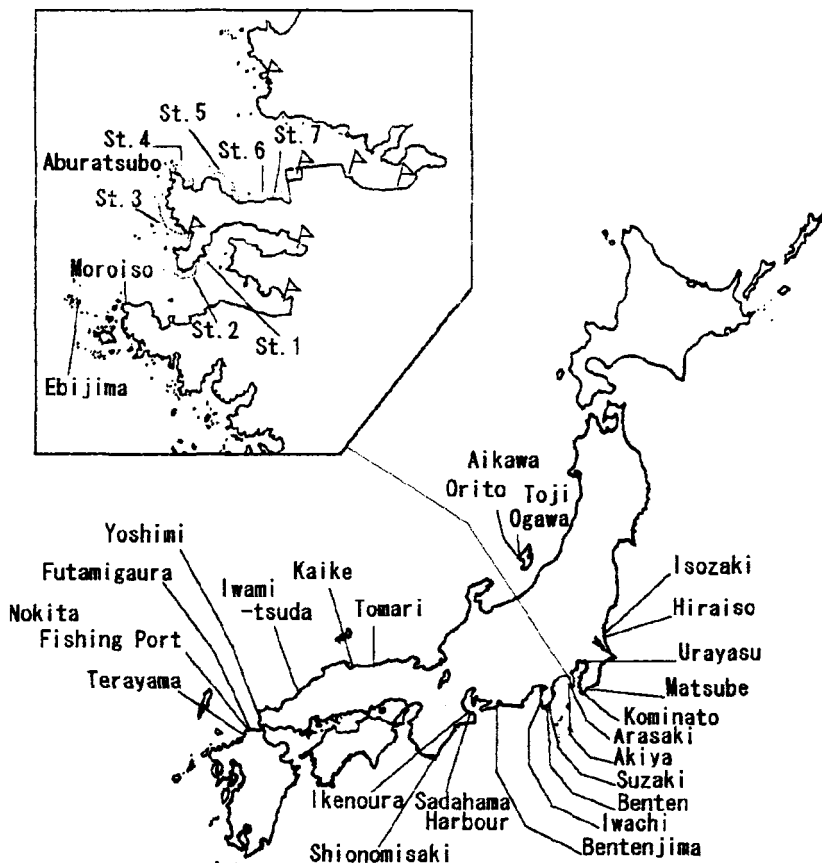 St.5
St.4
St.7
Aburatsubo
St.6
St.3
Moroiso
St.2
St.1
Ebijima
Aikawa
Orito
Toji
Ogawa
Yoshimi
Futamigaura
Kaike
Iwami
-tsuda
Tomari
Nokita
Fishing Port
Terayama
Isozaki
Hiraiso
Urayasu
Matsube
Kominato
Arasaki
Akiya
Suzaki
Benten
Iwachi
Bentenjima
Ikenoura
Sadahama
Harbour
Shionomisaki